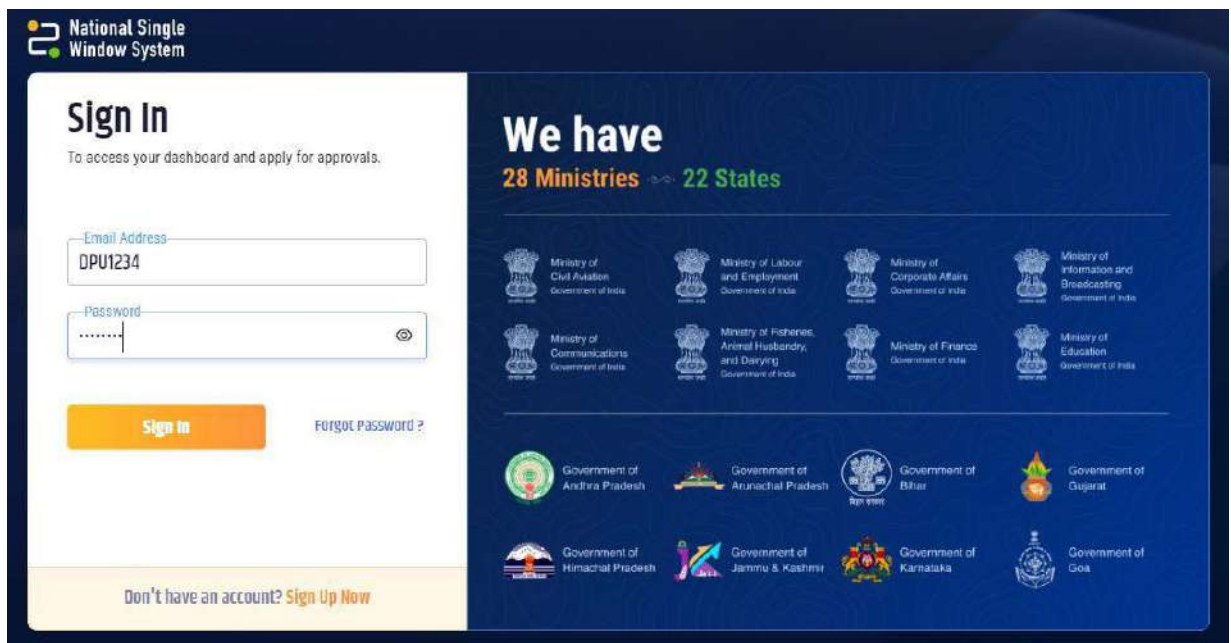 National Single
Window System
Sign In
To access your dashboard and apply for approvals.
Email Address
DPU1234
Password
........
Sign In
Forgot Password ?
Don't have an account? Sign Up Now
We have
28 Ministries 22 States
Ministry of
Civil Aviation
Government of India
Ministry of Labour
and Employment
Government of India
Ministry of
Corporate Affairs
Government of India
Ministry of
Information and
Broadcasting
Government of India
Ministry of
Communications
Government of India
Ministry of Fisheries,
Animal Husbandry,
and Dairying
Government of India
Ministry of Finance
Government of India
Ministry of
Education
Government of India
Government of
Andhra Pradesh
Government of
Arunachal Pradesh
Government of
Bihar
Government of
Gujarat
Government of
Himachal Pradesh
Government of
Jammu & Kashmir
Government of
Karnataka
Government of
Goa